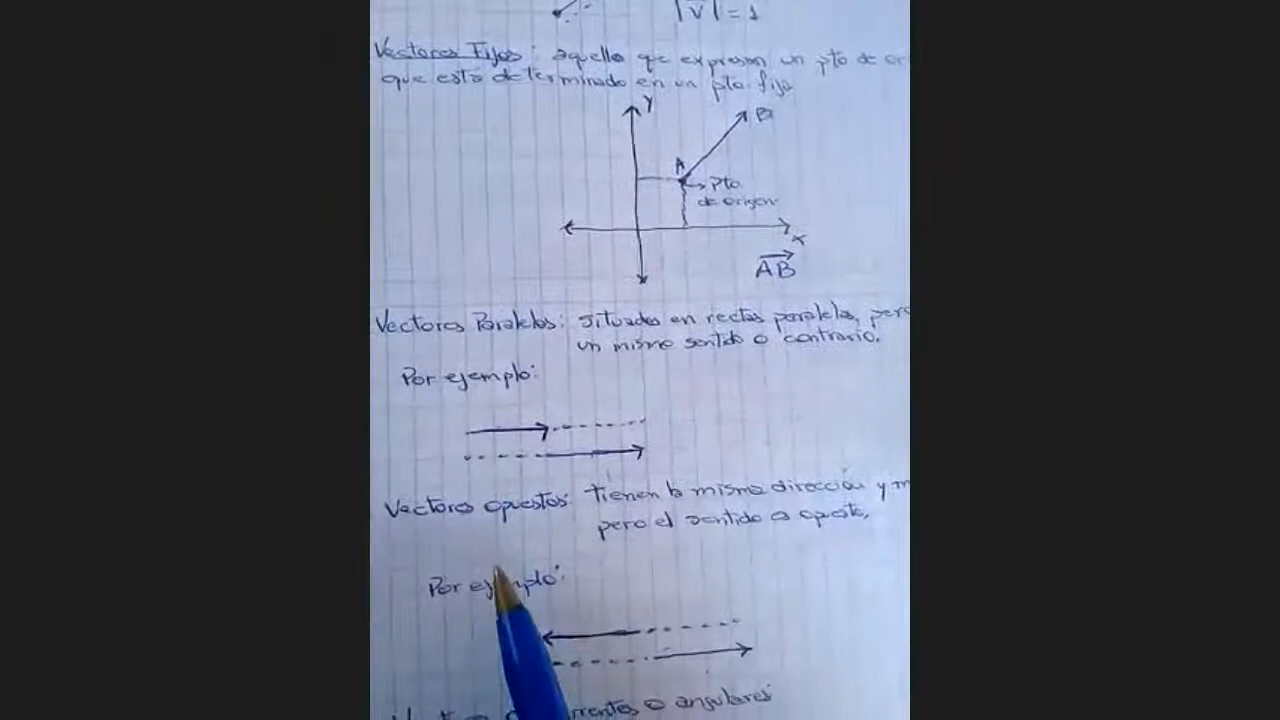 |V| = 1
Vectores Fijos: aquellos que expresan un pto de
que está determinado en un pto. fijo
Y
B
A
pto
de origen
X
AB
Vectores Paralelos: situados en rectas paralelas, pero
un mismo sentido o contrario.
Por ejemplo:
Vectores opuestos: tienen la misma dirección y
pero el sentido es opuesto.
Por ejemplo:
o angulares